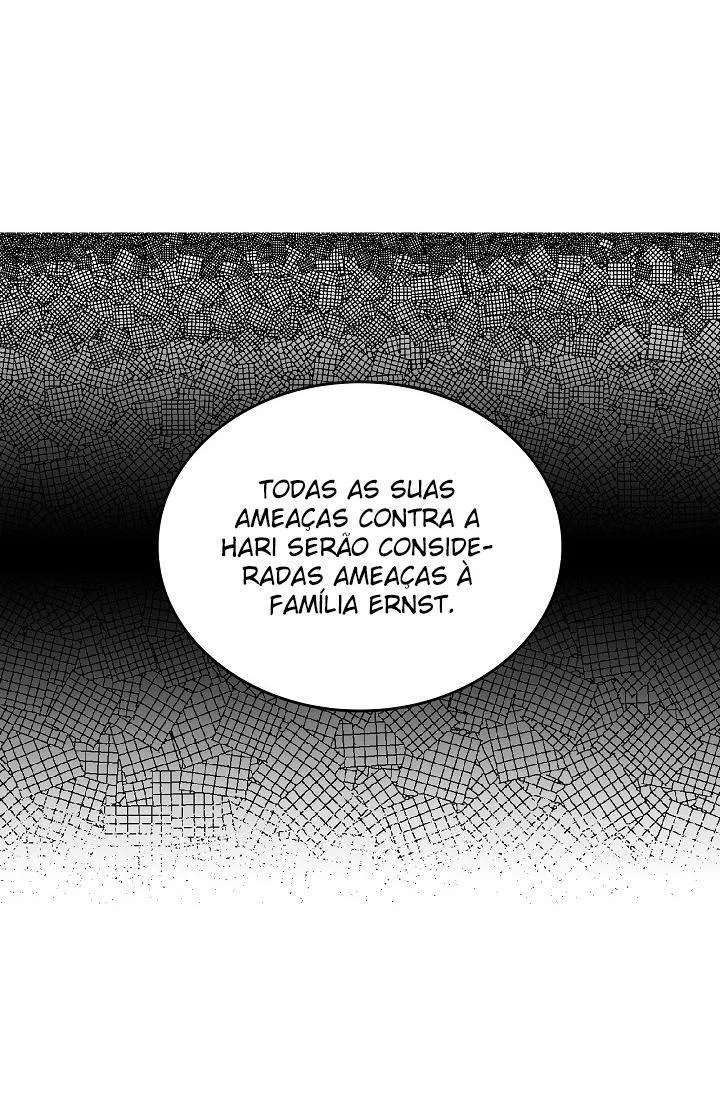 TODAS AS SUAS
AMEAÇAS CONTRA A
HARI SERÃO CONSIDE-
RADAS AMEAÇAS À
FAMÍLIA ERNST.